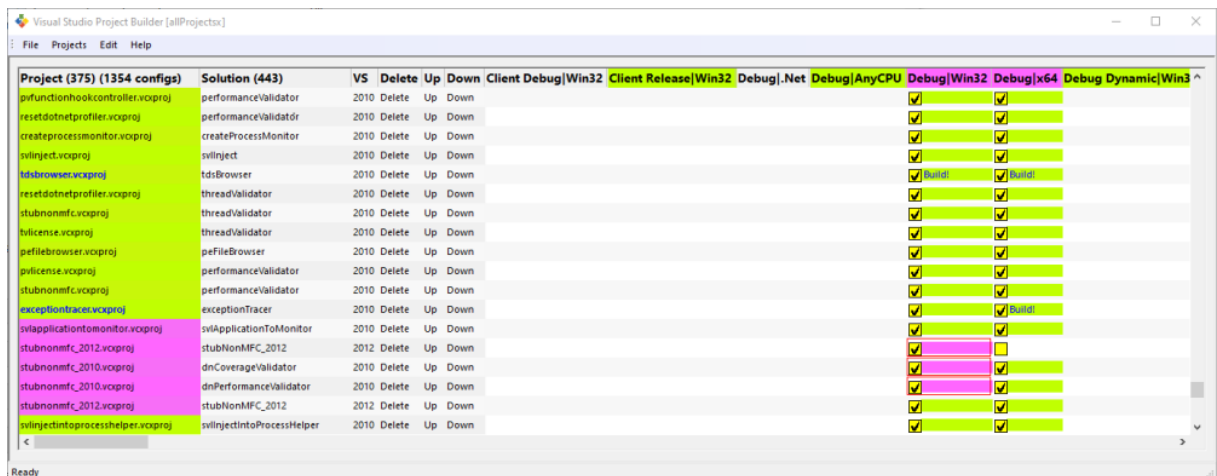 Visual Studio Project Builder [allProjectsx]
File Projects Edit Help
Project (375) (1354 configs) Solution (443) VS Delete Up Down Client Debug|Win32 Client Release|Win32 Debug|.Net Debug|AnyCPU Debug|Win32 Debug|x64 Debug Dynamic|Win3
pvfunctionhookcontroller.vcxproj performanceValidator 2010 Delete Up Down
resetdotnetprofiler.vcxproj performanceValidator 2010 Delete Up Down
createprocessmonitor.vcxproj createProcessMonitor 2010 Delete Up Down
svlinject.vcxproj svlInject 2010 Delete Up Down
tdsbrowser.vcxproj tdsBrowser 2010 Delete Up Down Build! Build!
resetdotnetprofiler.vcxproj threadValidator 2010 Delete Up Down
stubnonmfc.vcxproj threadValidator 2010 Delete Up Down
tvlicense.vcxproj threadValidator 2010 Delete Up Down
pefilebrowser.vcxproj peFileBrowser 2010 Delete Up Down
pvlicense.vcxproj performanceValidator 2010 Delete Up Down
stubnonmfc.vcxproj performanceValidator 2010 Delete Up Down
exceptiontracer.vcxproj exceptionTracer 2010 Delete Up Down Build!
svlapplicationtomonitor.vcxproj svlApplicationToMonitor 2010 Delete Up Down
stubnonmfc_2012.vcxproj stubNonMFC_2012 2012 Delete Up Down
stubnonmfc_2010.vcxproj dnCoverageValidator 2010 Delete Up Down
stubnonmfc_2010.vcxproj dnPerformanceValidator 2010 Delete Up Down
stubnonmfc_2012.vcxproj stubNonMFC_2012 2012 Delete Up Down
svlinjectintoprocesshelper.vcxproj svlInjectIntoProcessHelper 2010 Delete Up Down
Ready